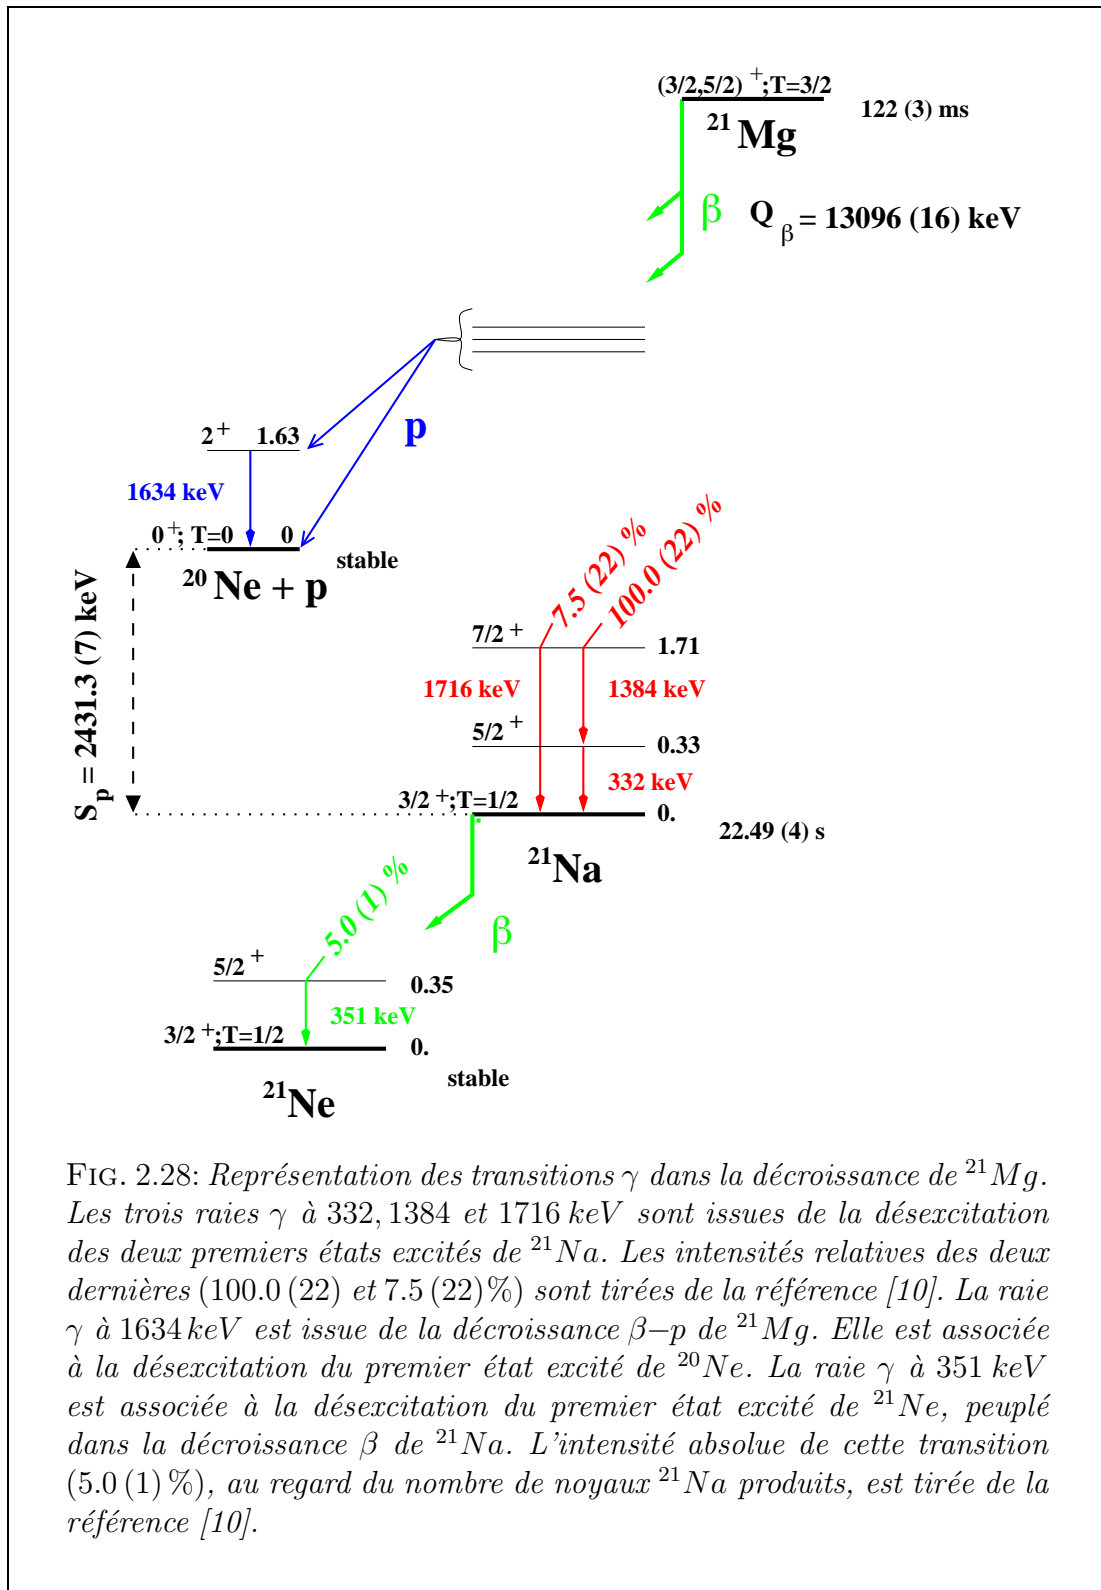 (3/2,5/2) +;T=3/2
122 (3) ms
21Mg
β
Q β = 13096 (16) keV
p
2+ 1.63
1634 keV
0+; T=0 0
stable
20Ne + p
S p = 2431.3 (7) keV
7.5 (22) %
100.0 (22) %
7/2 + 1.71
1716 keV 1384 keV
5/2 + 0.33
332 keV
3/2 +;T=1/2 0.
22.49 (4) s
21Na
β
5.0 (1) %
5/2 + 0.35
351 keV
3/2 +;T=1/2 0.
stable
21Ne
FIG. 2.28: Représentation des transitions γ dans la décroissance de 21Mg.
Les trois raies γ à 332, 1384 et 1716 keV sont issues de la désexcitation
des deux premiers états excités de 21Na. Les intensités relatives des deux
dernières (100.0 (22) et 7.5 (22)%) sont tirées de la référence [10]. La raie
γ à 1634 keV est issue de la décroissance β−p de 21Mg. Elle est associée
à la désexcitation du premier état excité de 20Ne. La raie γ à 351 keV
est associée à la désexcitation du premier état excité de 21Ne, peuplé
dans la décroissance β de 21Na. L'intensité absolue de cette transition
(5.0 (1) %), au regard du nombre de noyaux 21Na produits, est tirée de la
référence [10].